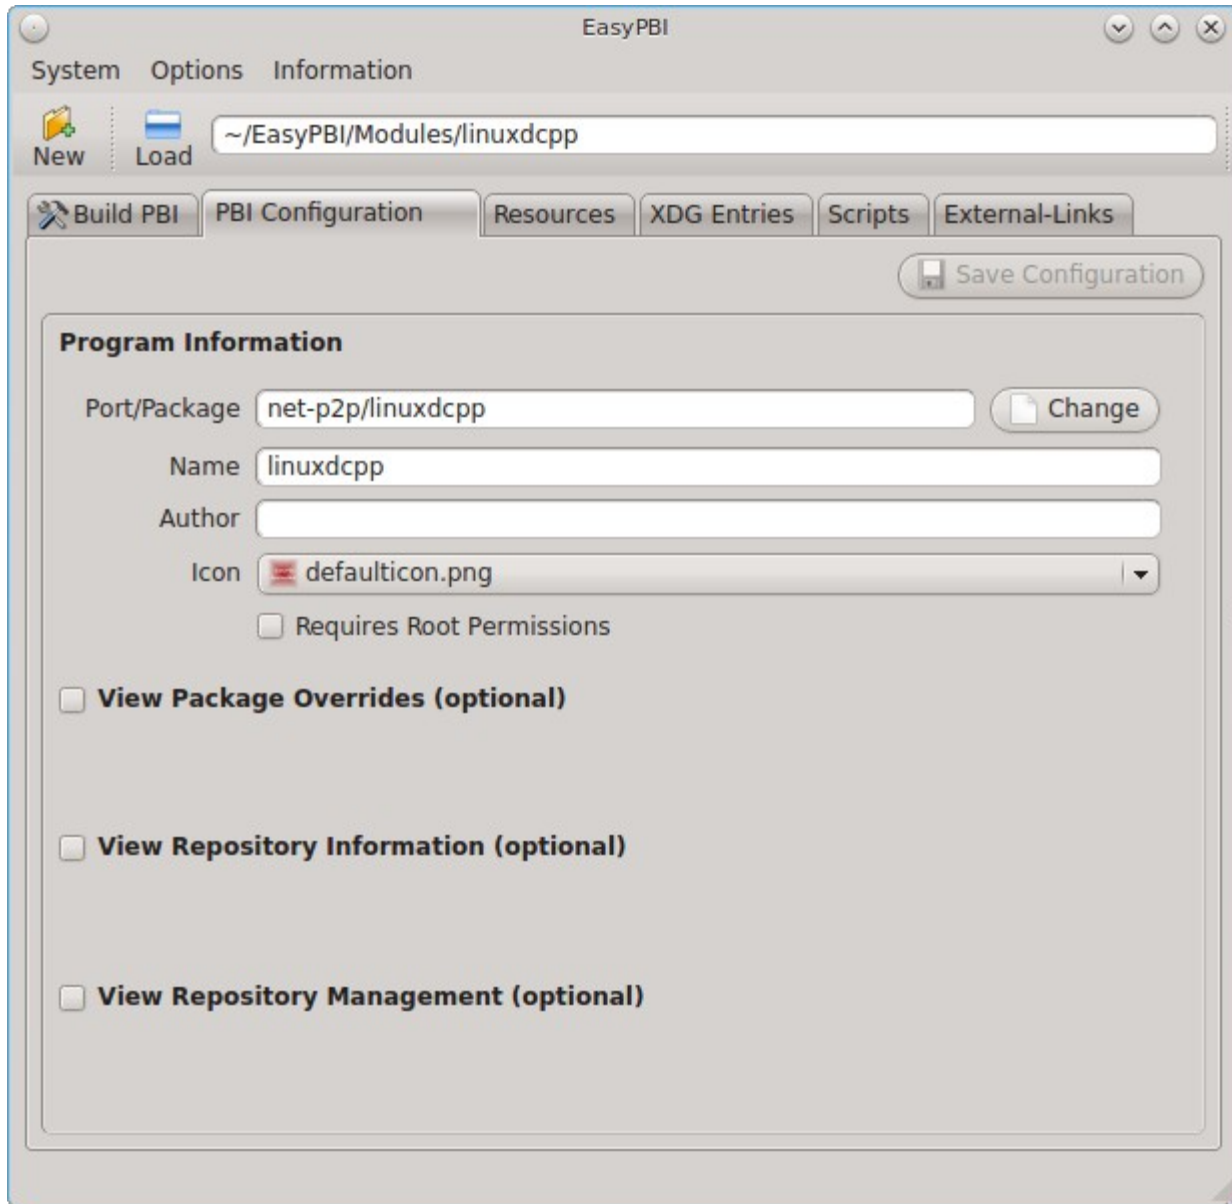 EasyPBI
System Options Information
New Load ~/EasyPBI/Modules/linuxdcpp
Build PBI PBI Configuration Resources XDG Entries Scripts External-Links
Save Configuration
Program Information
Port/Package net-p2p/linuxdcpp Change
Name linuxdcpp
Author
Icon defaulticon.png
Requires Root Permissions
View Package Overrides (optional)
View Repository Information (optional)
View Repository Management (optional)